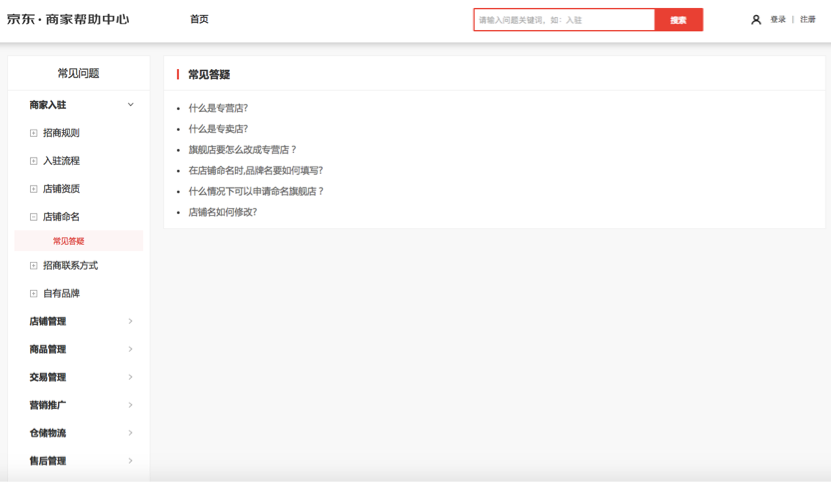 京东·商家帮助中心
首页
请输入问题关键词，如：入驻
搜索
登录 | 注册
常见问题
商家入驻
招商规则
入驻流程
店铺资质
店铺命名
常见答疑
招商联系方式
自有品牌
店铺管理
商品管理
交易管理
营销推广
仓储物流
售后管理
常见答疑
什么是专营店?
什么是专卖店?
旗舰店要怎么改成专营店？
在店铺命名时,品牌名要如何填写?
什么情况下可以申请命名旗舰店？
店铺名如何修改?